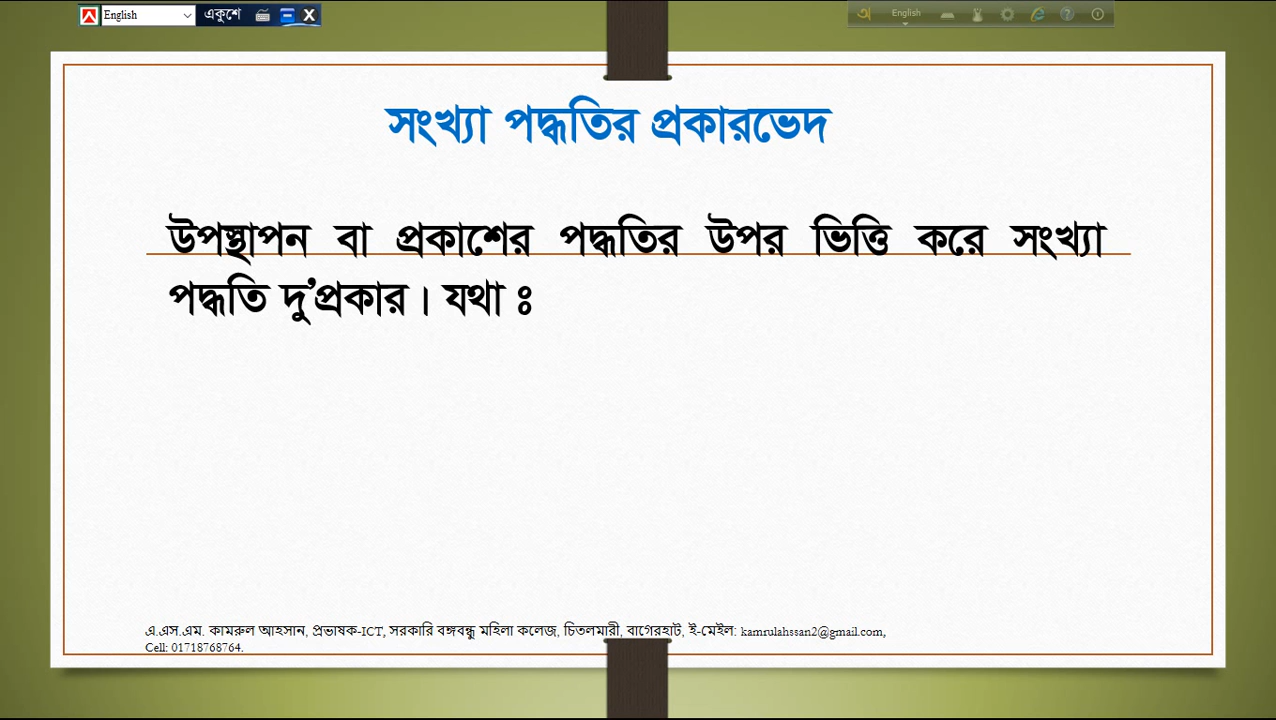 English একুশে X
অ English
সংখ্যা পদ্ধতির প্রকারভেদ
উপস্থাপন বা প্রকাশের পদ্ধতির উপর ভিত্তি করে সংখ্যা
পদ্ধতি দু’প্রকার। যথা ঃ
এ.এস.এম. কামরুল আহসান, প্রভাষক-ICT, সরকারি বঙ্গবন্ধু মহিলা কলেজ, চিতলমারী, বাগেরহাট, ই-মেইল: kamrulahssan2@gmail.com,
Cell: 01718768764.